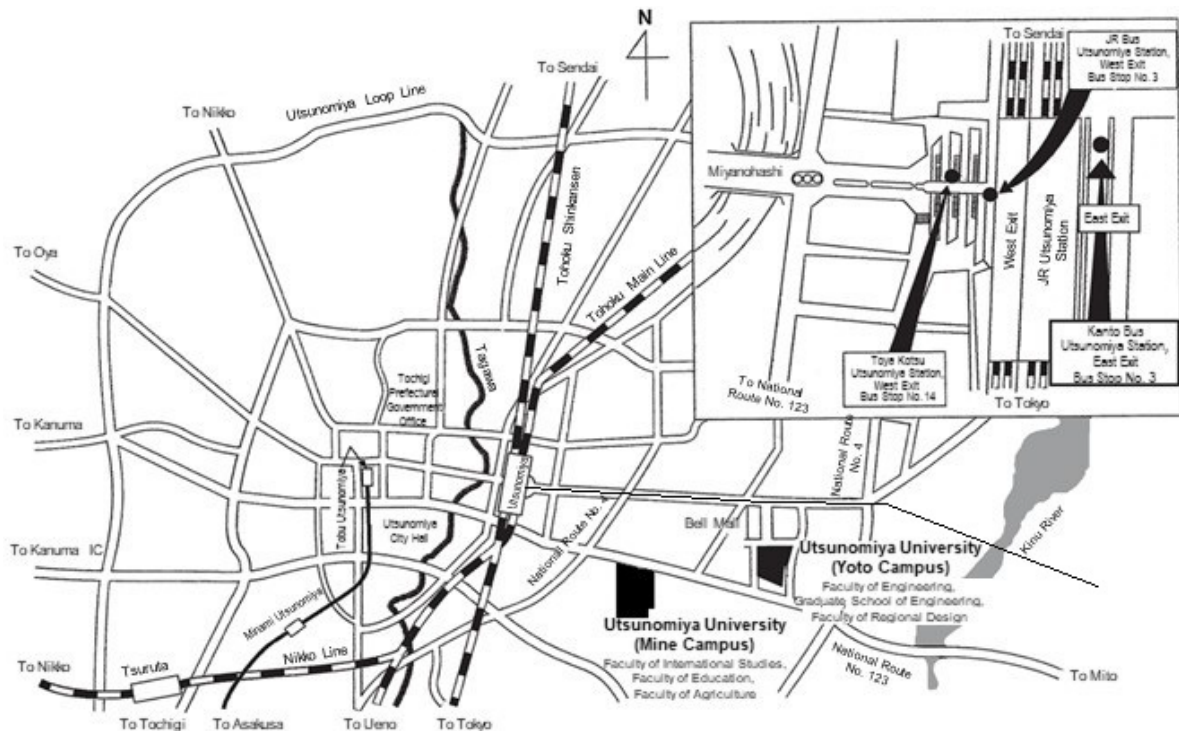 N
To Sendai
JR Bus
Utsunomiya Station,
West Exit
Bus Stop No. 3
To Sendai
To Nikko
Utsunomiya Loop Line
Miyanohashi
Tohoku Shinkansen
East Exit
West Exit
JR Utsunomiya
Station
To Oya
Tohoku Main Line
Tagawa
Kanto Bus
Utsunomiya Station,
East Exit
Bus Stop No. 3
Toya Kotsu
Utsunomiya Station,
West Exit
Bus Stop No. 14
To Tokyo
To National
Route No. 123
Tochigi
Prefectural
Government
Office
To Kanuma
National Route
No. 4
Utsunomiya
Tobu Utsunomiya
Utsunomiya
City Hall
National Route No. 4
Bell Mall
Kinu River
To Kanuma IC
Utsunomiya University
(Yoto Campus)
Faculty of Engineering,
Graduate School of Engineering,
Faculty of Regional Design
Minami Utsunomiya
Utsunomiya University
(Mine Campus)
Faculty of International Studies,
Faculty of Education,
Faculty of Agriculture
National Route
No. 123
To Mito
To Nikko
Tsuruta
Nikko Line
To Tochigi
To Asakusa
To Ueno
To Tokyo